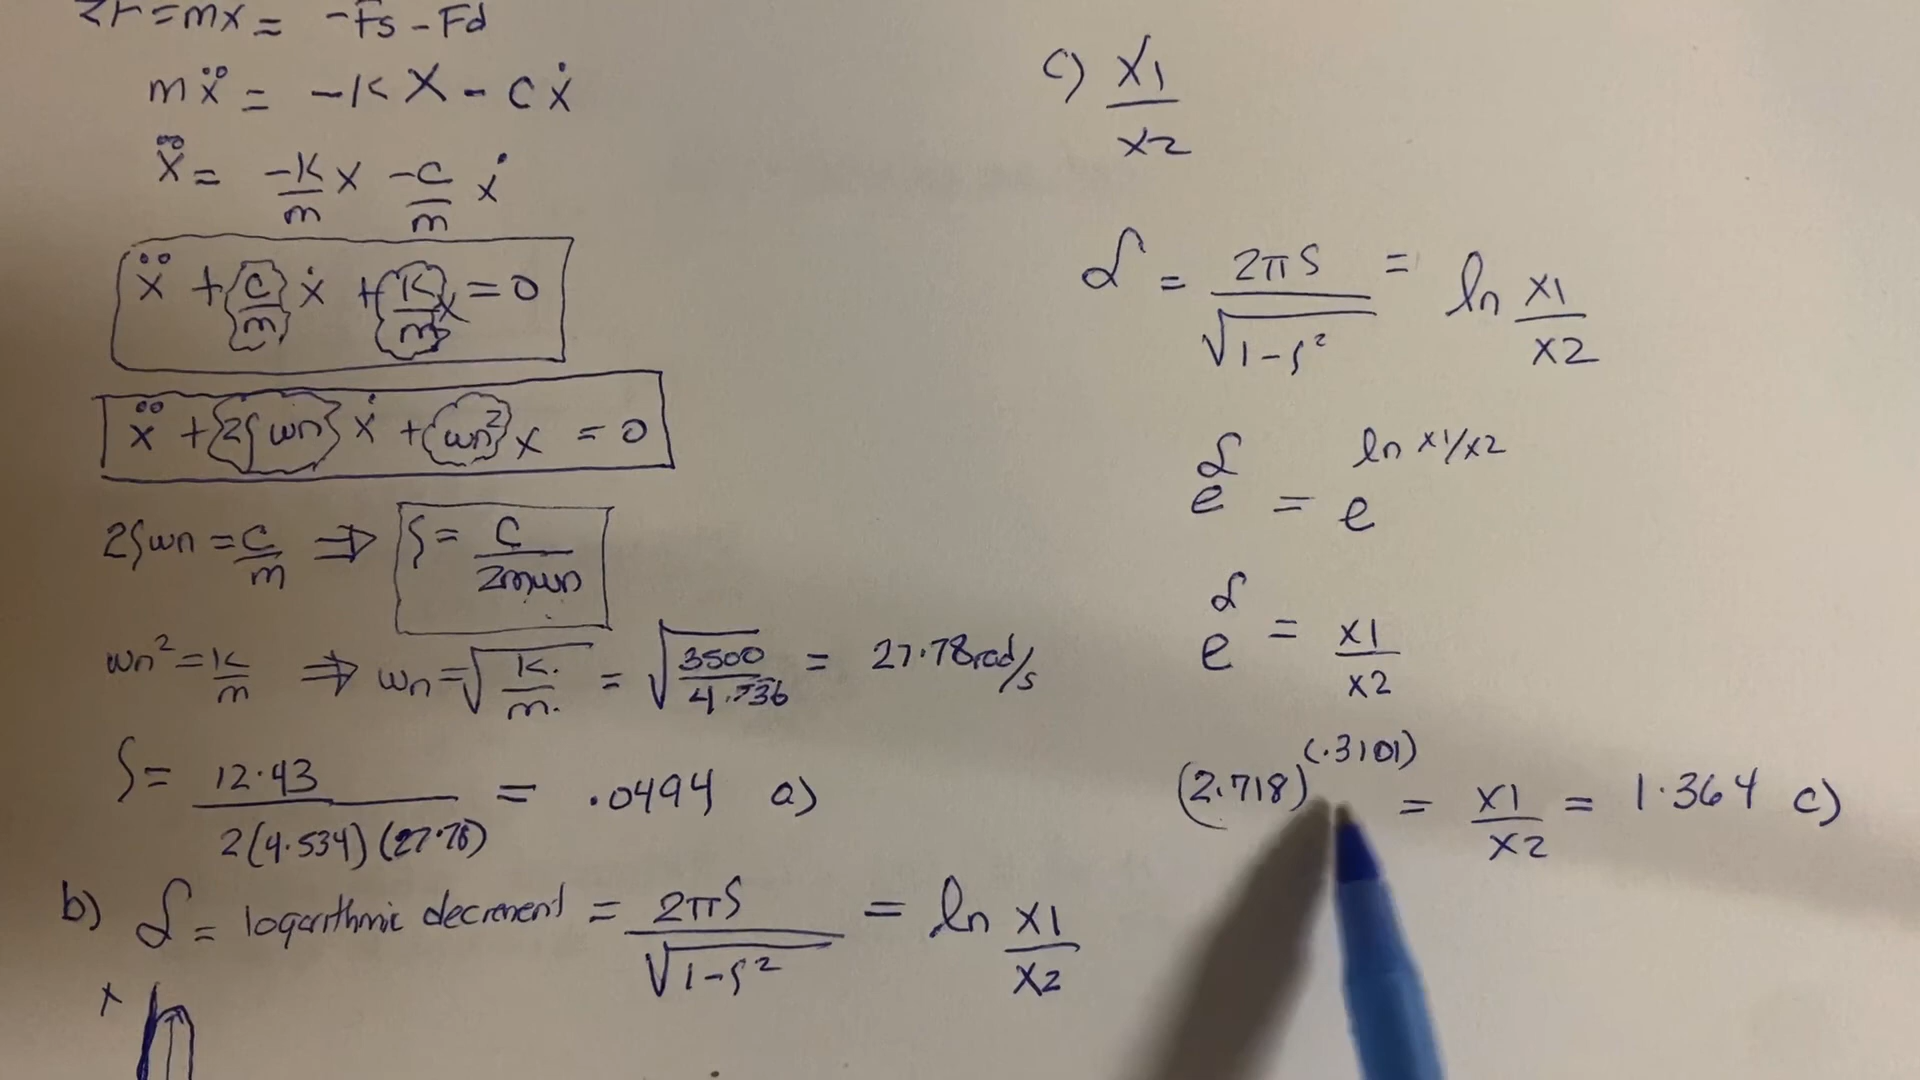 ΣF = mẍ = -Fs - Fd
mẍ = -Kx - cẋ
ẍ = -K/m x -c/m ẋ
ẍ + c/m ẋ + K/m x = 0
ẍ + 2ζωn ẋ + ωn² x = 0
2ζωn = c/m ⇒ ζ = c/2mωn
ωn² = K/m ⇒ ωn = √(K/m) = √(3500/4.536) = 27.78 rad/s
ζ = 12.43/2(4.534)(27.78) = .0494 a)
b) δ = logarithmic decrement = 2πζ/√(1-ζ²) = ln x1/x2
x
c) x1/x2
δ = 2πζ/√(1-ζ²) = ln x1/x2
e^δ = e^(ln x1/x2)
e^δ = x1/x2
(2.718)^(.3101) = x1/x2 = 1.364 c)